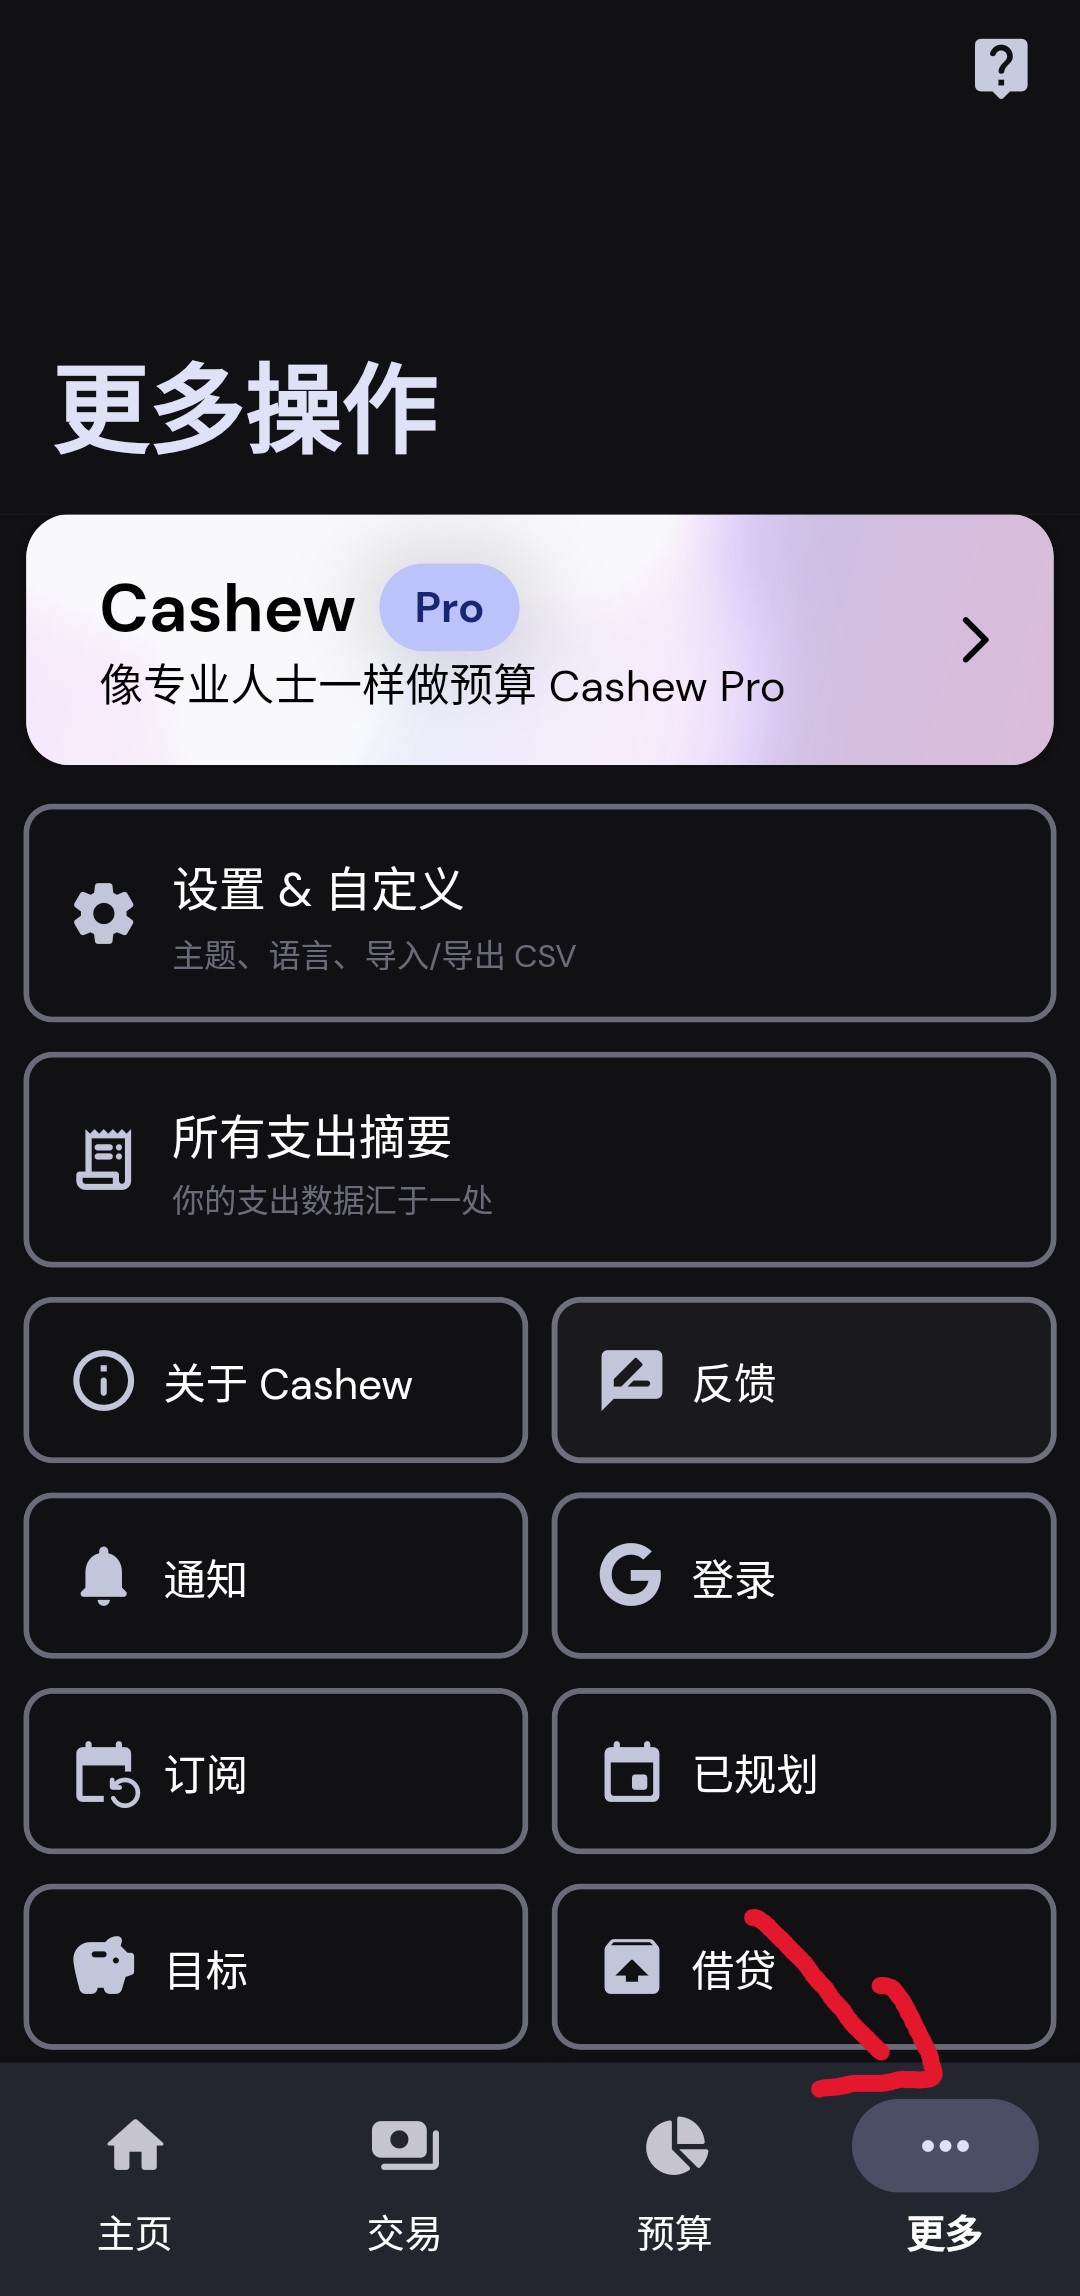 更多操作
Cashew Pro
像专业人士一样做预算 Cashew Pro
设置 & 自定义
主题、语言、导入/导出 CSV
所有支出摘要
你的支出数据汇于一处
关于 Cashew
反馈
通知
登录
订阅
已规划
目标
借贷
主页
交易
预算
更多